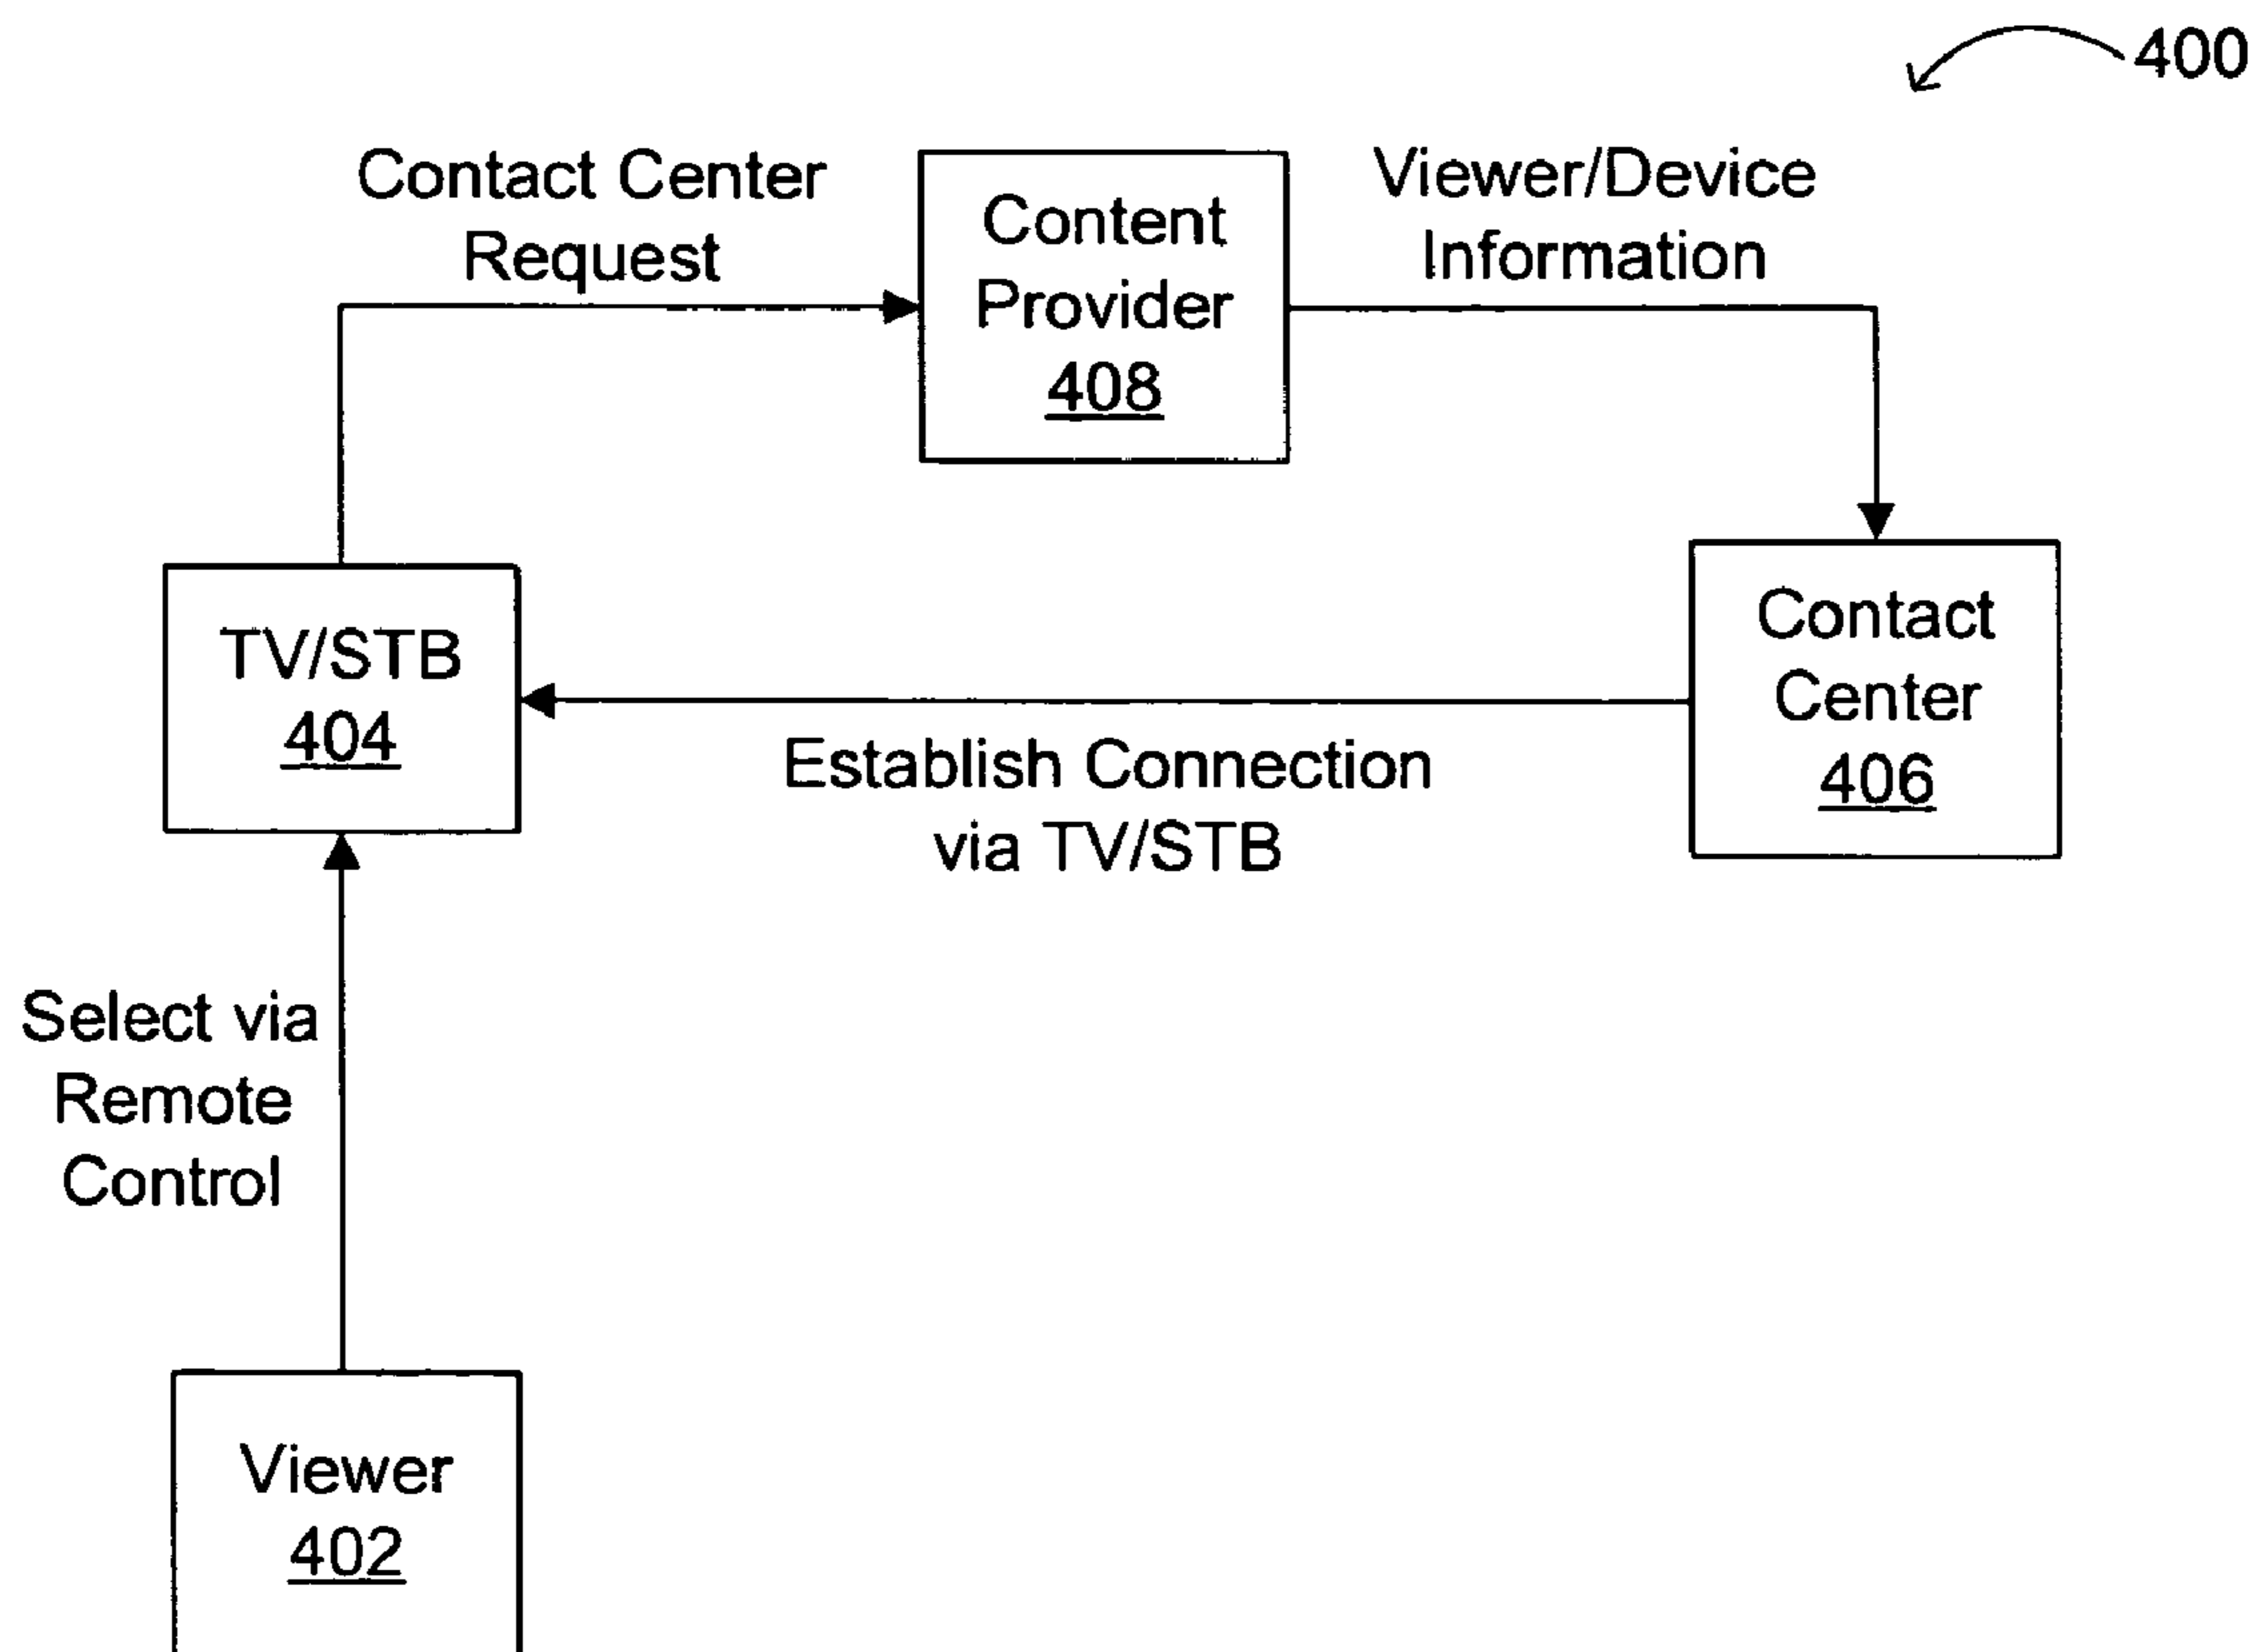 400
Contact Center
Request
Content
Provider
408
Viewer/Device
Information
TV/STB
404
Contact
Center
406
Establish Connection
via TV/STB
Select via
Remote
Control
Viewer
402